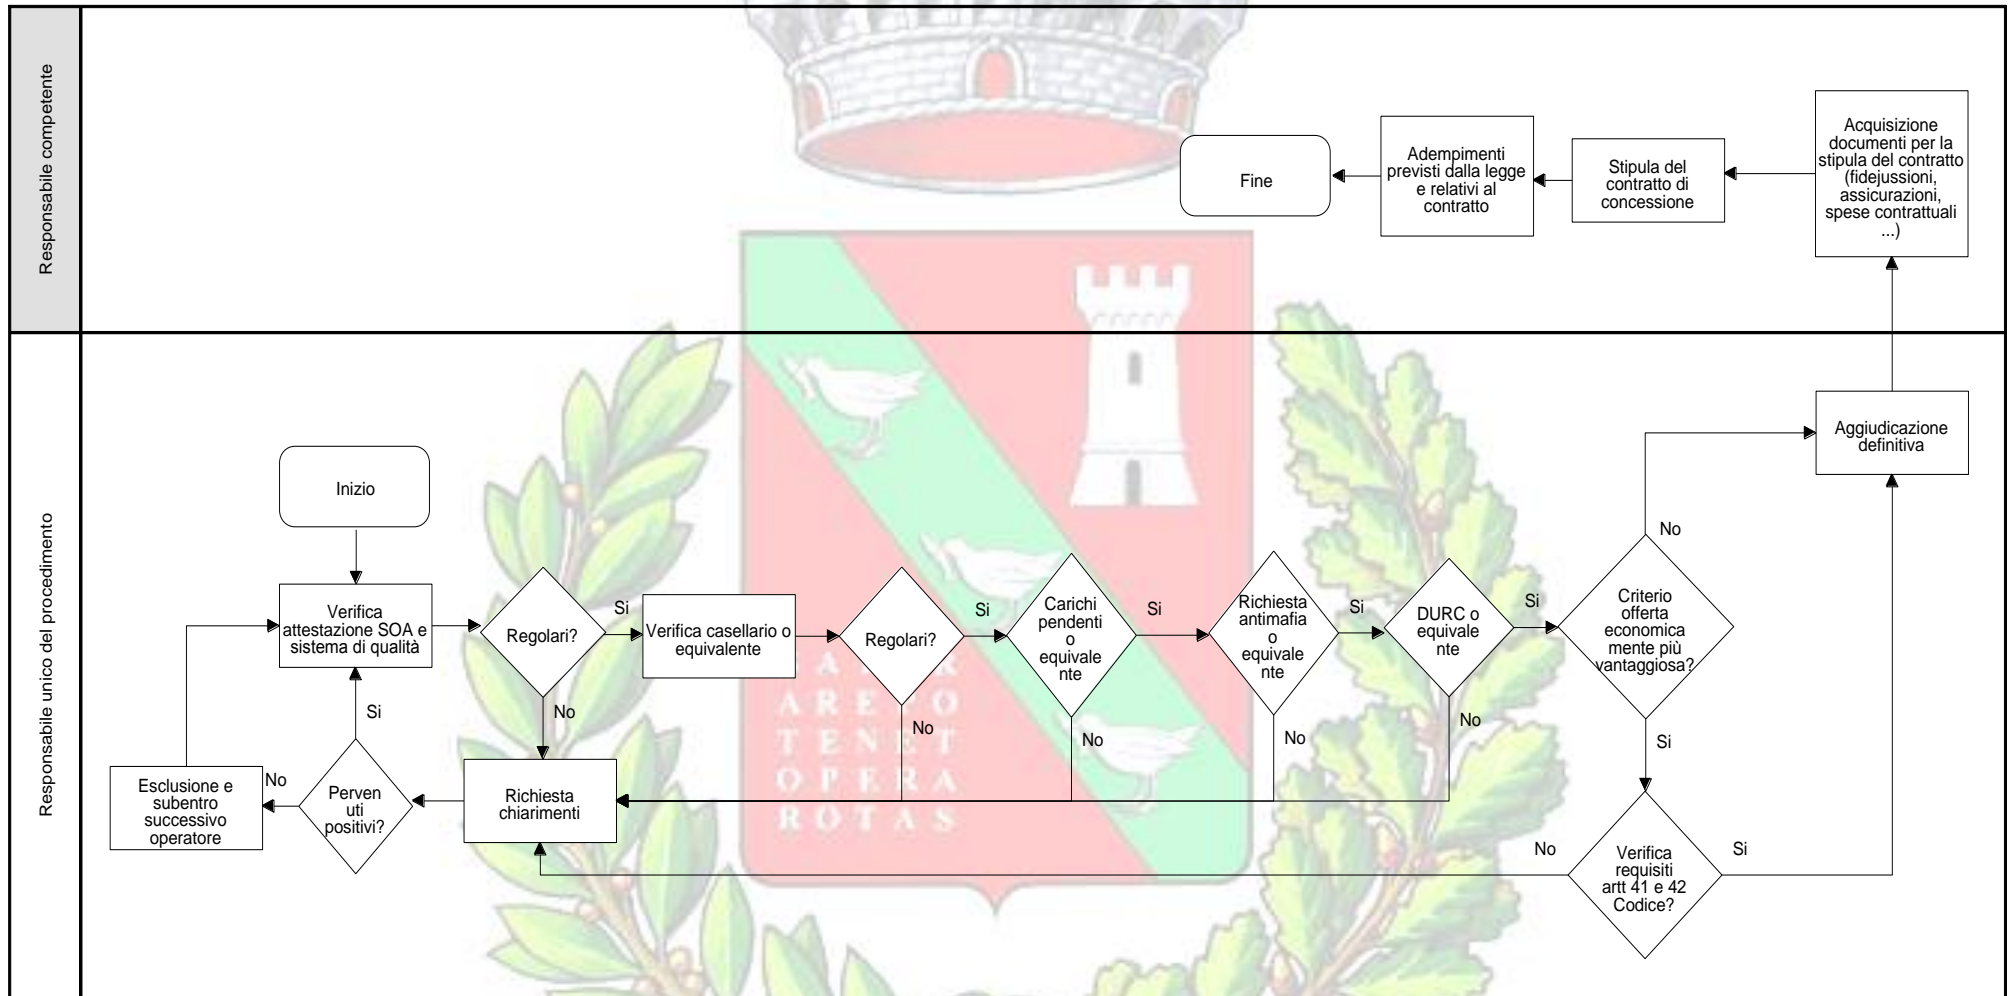 Responsabile competente
Fine
Adempimenti
previsti dalla legge
e relativi al
contratto
Stipula del
contratto di
concessione
Acquisizione
documenti per la
stipula del contratto
(fidejussioni,
assicurazioni,
spese contrattuali
...)
Responsabile unico del procedimento
Aggiudicazione
definitiva
Inizio
Verifica
attestazione SOA e
sistema di qualità
Regolari?
Si
Verifica casellario o
equivalente
Regolari?
Si
Carichi
pendenti
o
equivale
nte
Si
Richiesta
antimafia
o
equivale
nte
Si
DURC o
equivale
nte
Si
Criterio
offerta
economica
mente più
vantaggiosa?
No
Si
No
No
No
No
No
Si
Esclusione e
subentro
successivo
operatore
No
Perven
uti
positivi?
Richiesta
chiarimenti
No
Verifica
requisiti
artt 41 e 42
Codice?
Si
AREPO
TENET
OPERA
ROTAS